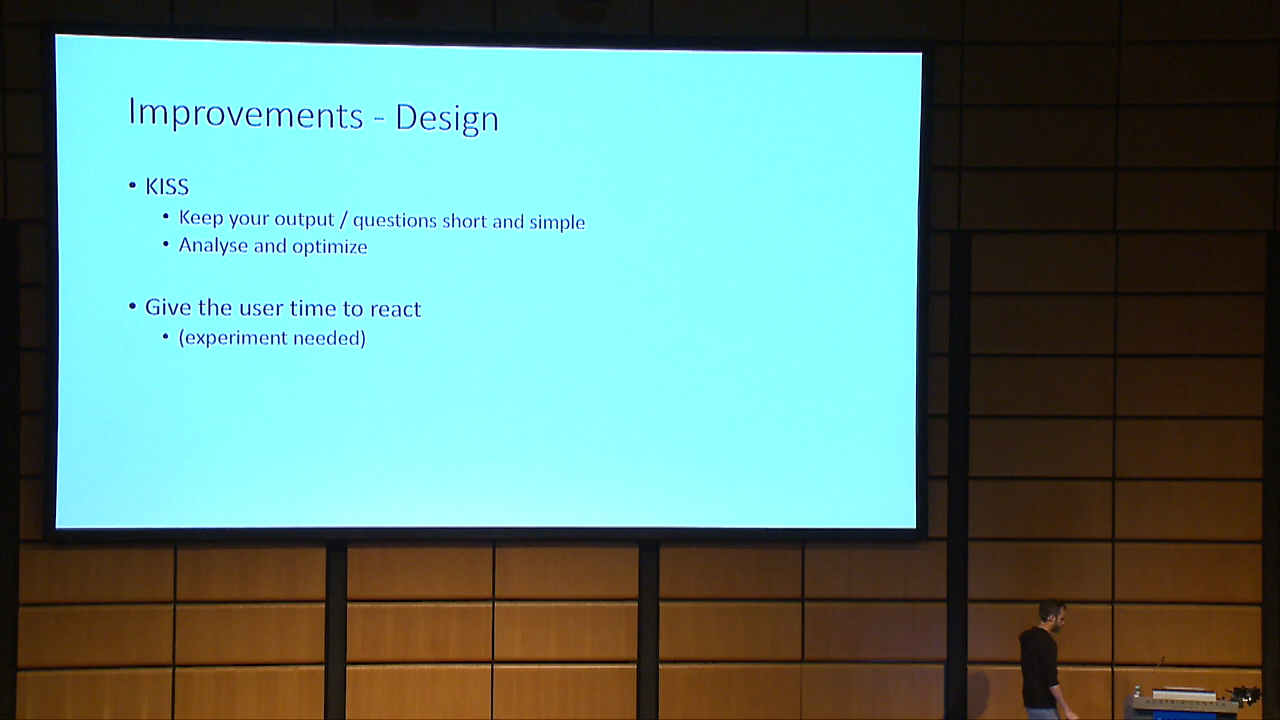 Improvements - Design
• KISS
• Keep your output / questions short and simple
• Analyse and optimize
• Give the user time to react
• (experiment needed)